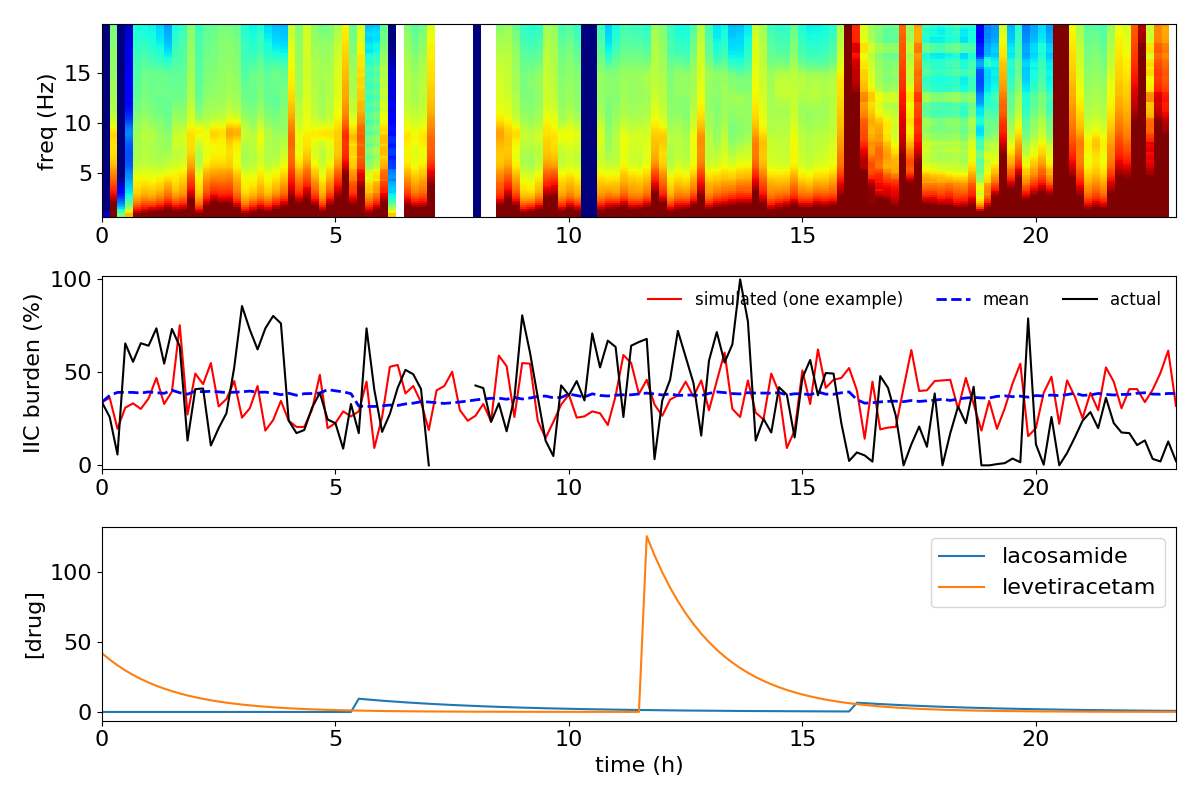 freq (Hz)
15
10
5
0 5 10 15 20
IIC burden (%)
100
50
0
simulated (one example) mean actual
0 5 10 15 20
[drug]
100
50
0
lacosamide
levetiracetam
0 5 10 15 20
time (h)